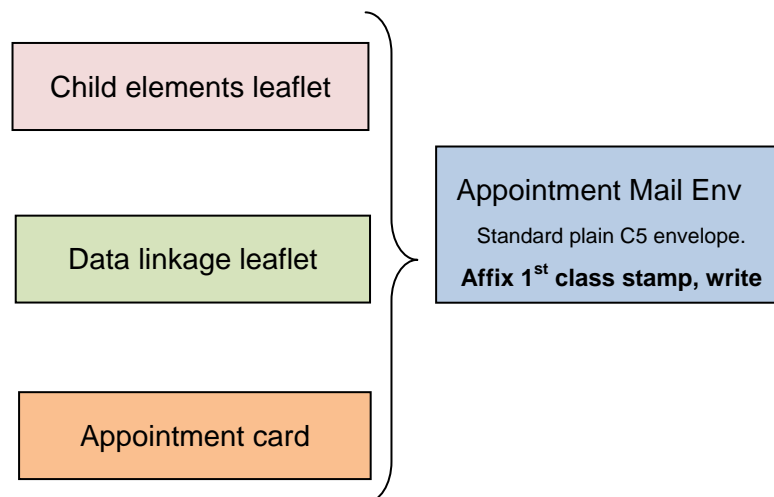 Child elements leaflet
Data linkage leaflet
Appointment card
Appointment Mail Env
Standard plain C5 envelope.
Affix 1st class stamp, write